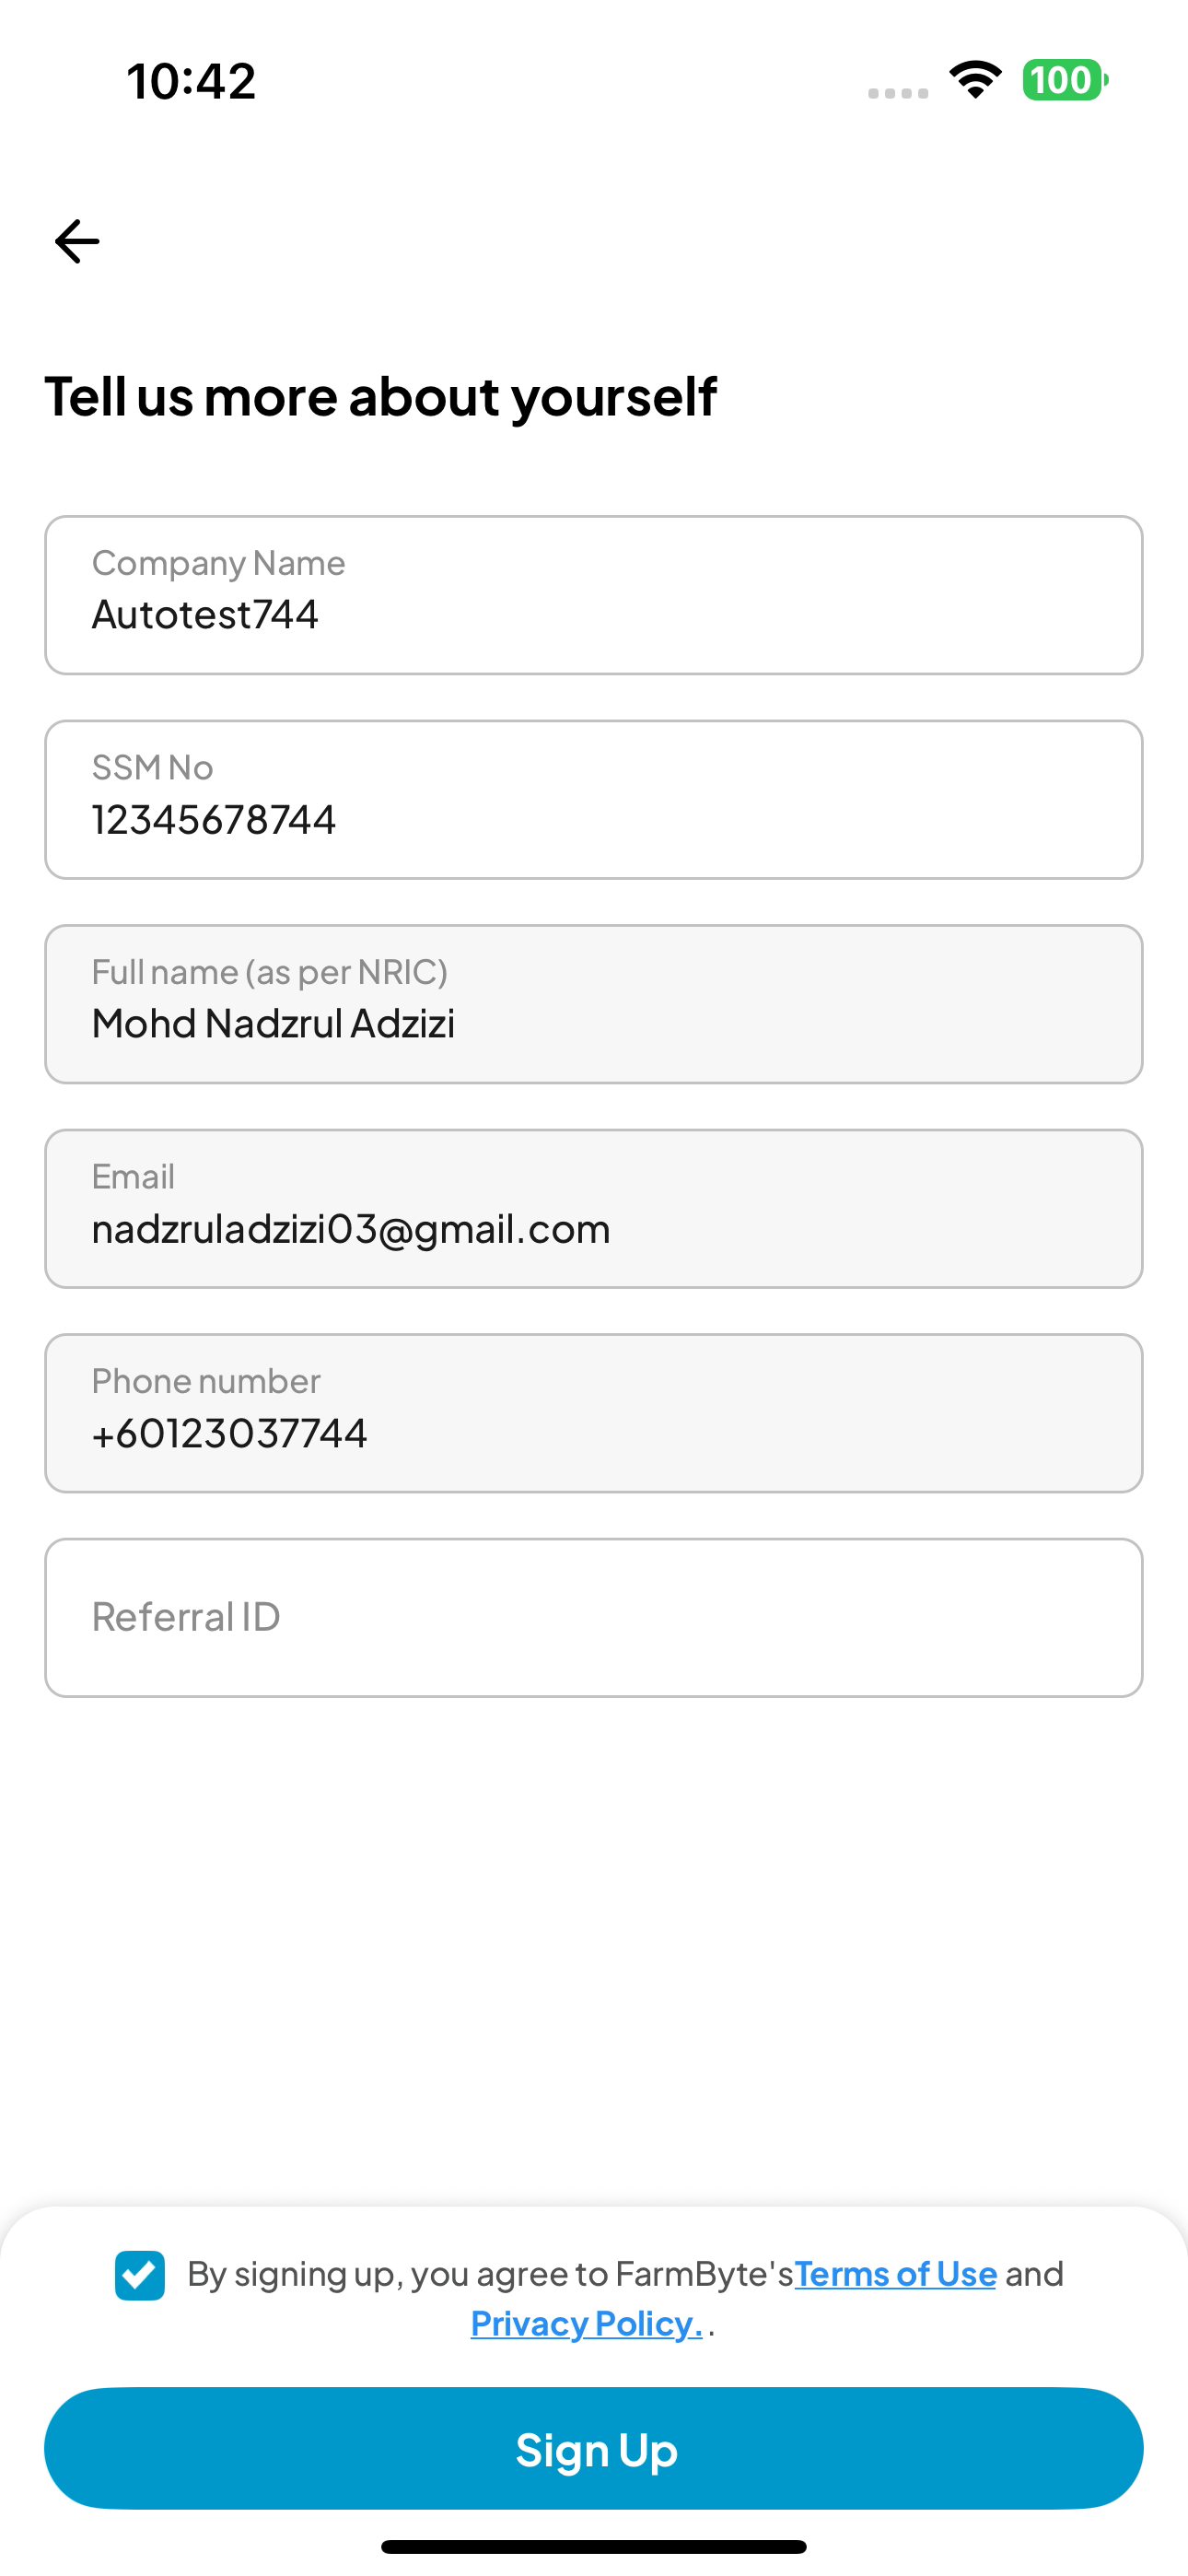 10:42
100
Tell us more about yourself
Company Name
Autotest744
SSM No
12345678744
Full name (as per NRIC)
Mohd Nadzrul Adzizi
Email
nadzruladzizi03@gmail.com
Phone number
+60123037744
Referral ID
By signing up, you agree to FarmByte'sTerms of Use and
Privacy Policy. .
Sign Up